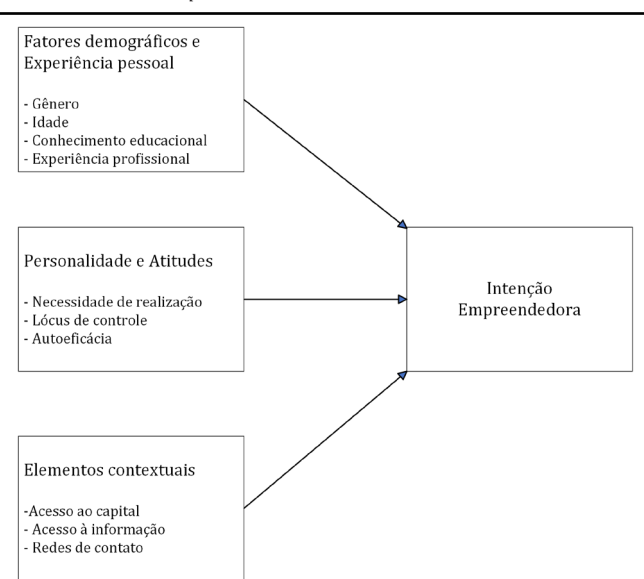 Fatores demográficos e
Experiência pessoal
- Gênero
- Idade
- Conhecimento educacional
- Experiência profissional
Personalidade e Atitudes
- Necessidade de realização
- Lócus de controle
- Autoeficácia
Intenção
Empreendedora
Elementos contextuais
-Acesso ao capital
- Acesso à informação
- Redes de contato